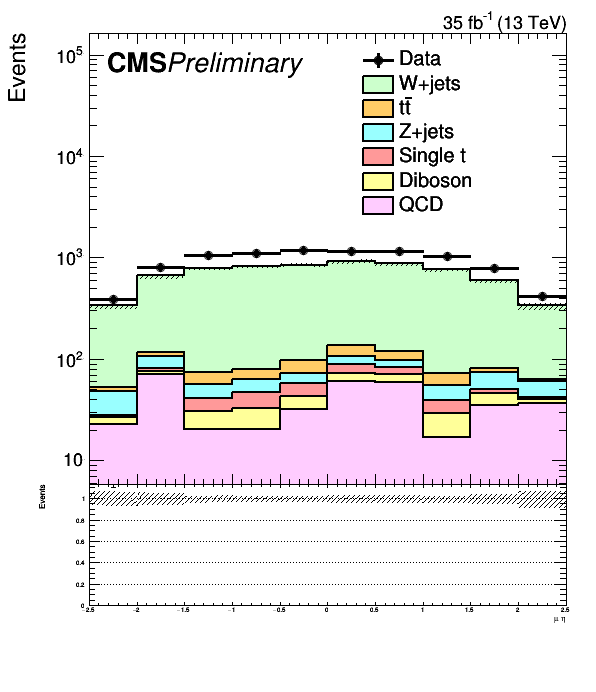 35 fb-1 (13 TeV)
Events
CMSPreliminary
Data
W+jets
tt̄
Z+jets
Single t
Diboson
QCD
10^5
10^4
10^3
10^2
10
Events
1
0.8
0.6
0.4
0.2
0
-2.5 -2 -1.5 -1 -0.5 0 0.5 1 1.5 2 2.5